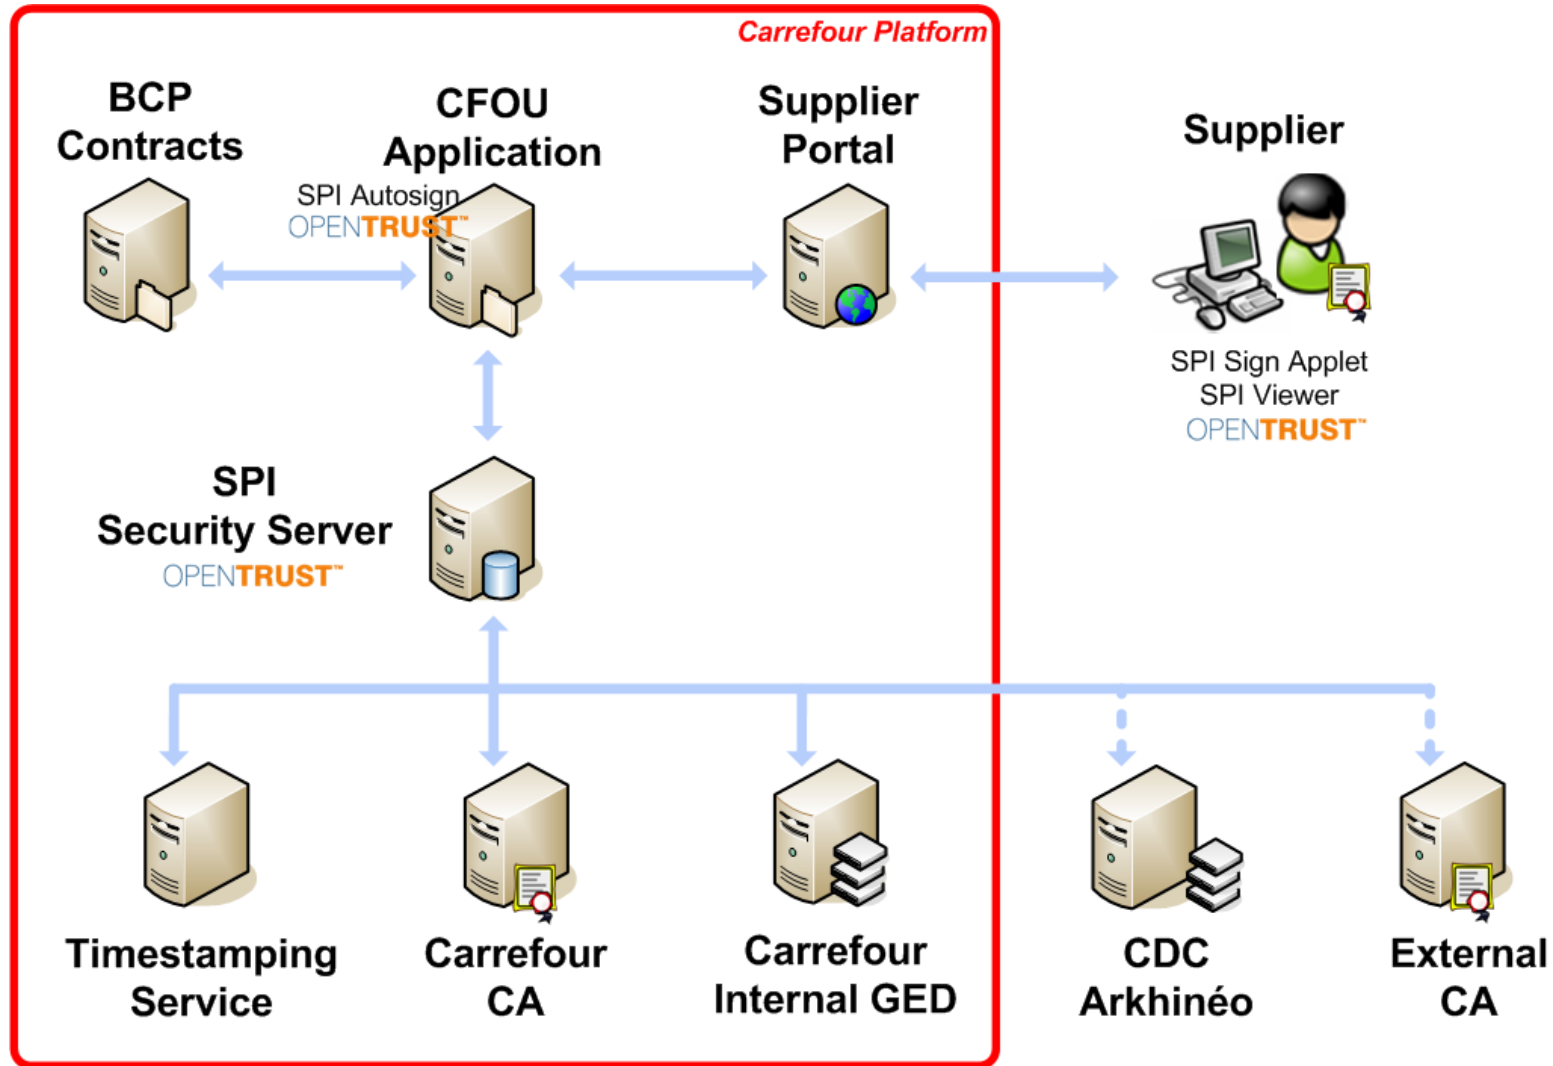 Carrefour Platform
BCP
Contracts
CFOU
Application
SPI Autosign
OPENTRUST™
Supplier
Portal
Supplier
SPI Sign Applet
SPI Viewer
OPENTRUST™
SPI
Security Server
OPENTRUST™
Timestamping
Service
Carrefour
CA
Carrefour
Internal GED
CDC
Arkhinéo
External
CA